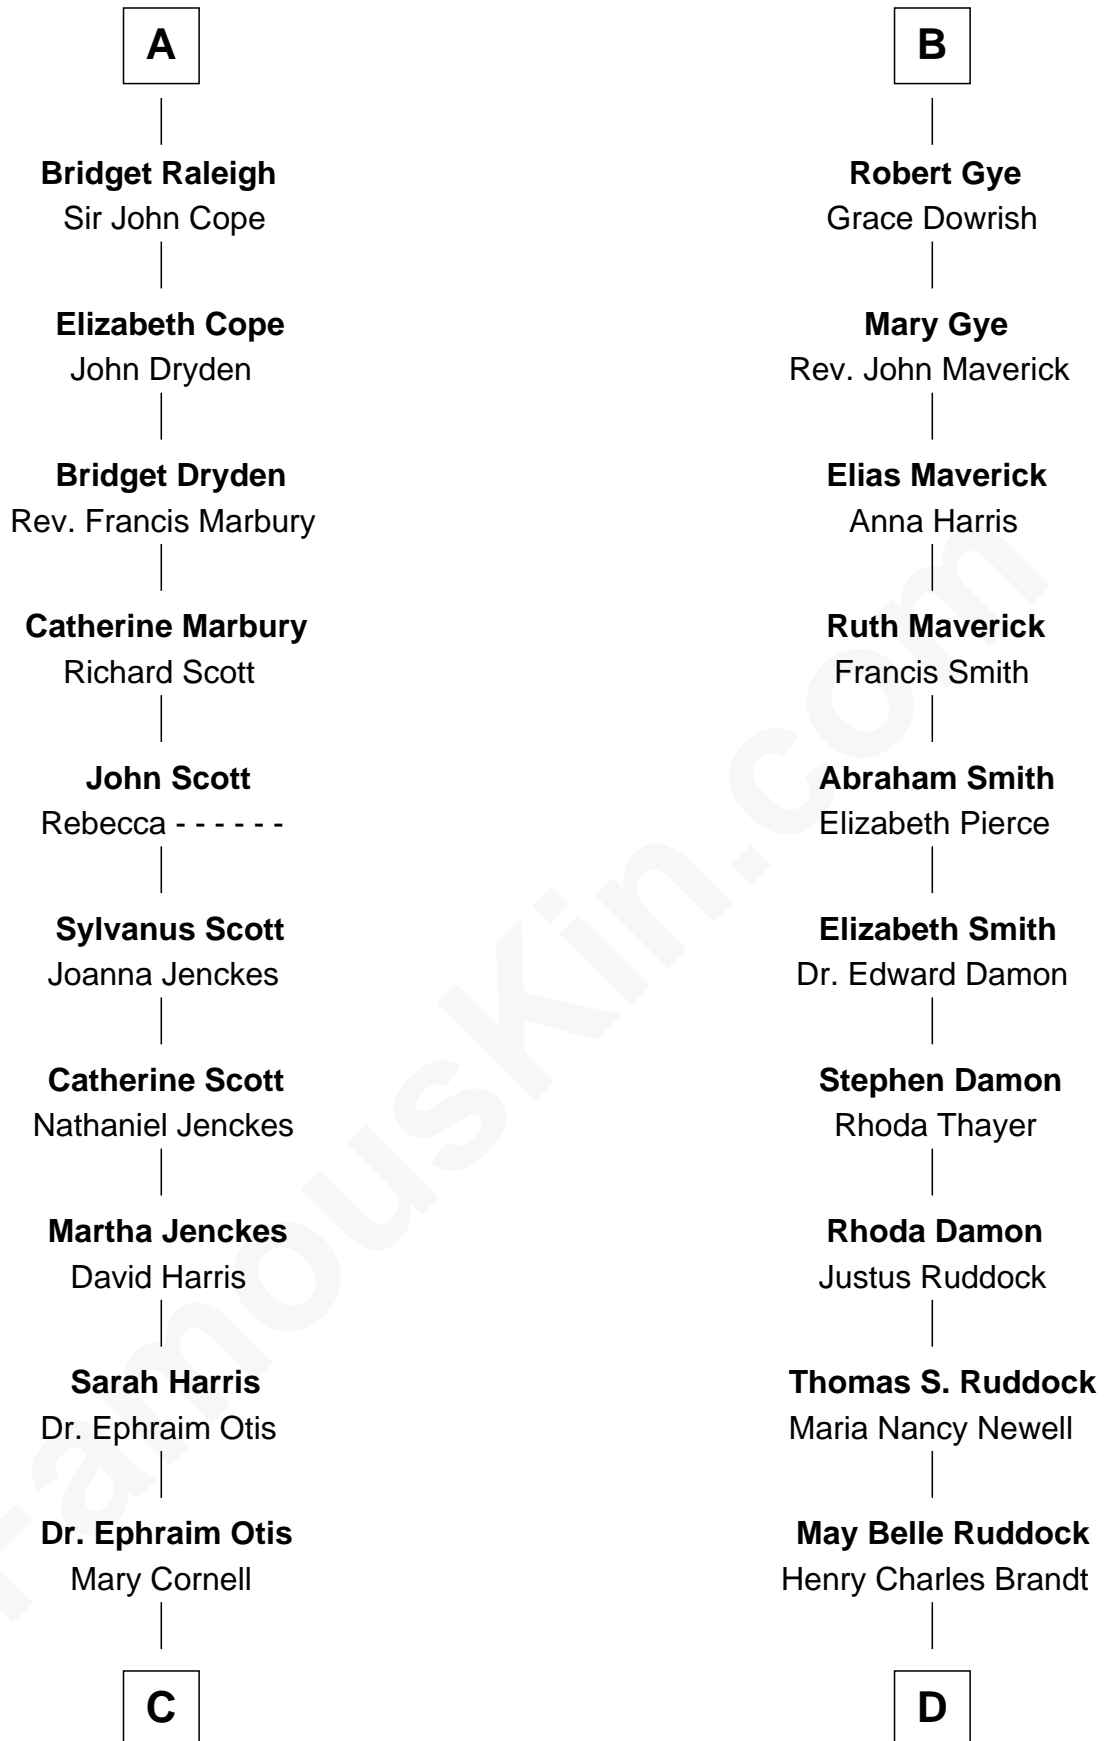 A
Bridget Raleigh
Sir John Cope
Elizabeth Cope
John Dryden
Bridget Dryden
Rev. Francis Marbury
Catherine Marbury
Richard Scott
John Scott
Rebecca - - - - - -
Sylvanus Scott
Joanna Jenckes
Catherine Scott
Nathaniel Jenckes
Martha Jenckes
David Harris
Sarah Harris
Dr. Ephraim Otis
Dr. Ephraim Otis
Mary Cornell
C
B
Robert Gye
Grace Dowrish
Mary Gye
Rev. John Maverick
Elias Maverick
Anna Harris
Ruth Maverick
Francis Smith
Abraham Smith
Elizabeth Pierce
Elizabeth Smith
Dr. Edward Damon
Stephen Damon
Rhoda Thayer
Rhoda Damon
Justus Ruddock
Thomas S. Ruddock
Maria Nancy Newell
May Belle Ruddock
Henry Charles Brandt
D
FamousKin.com